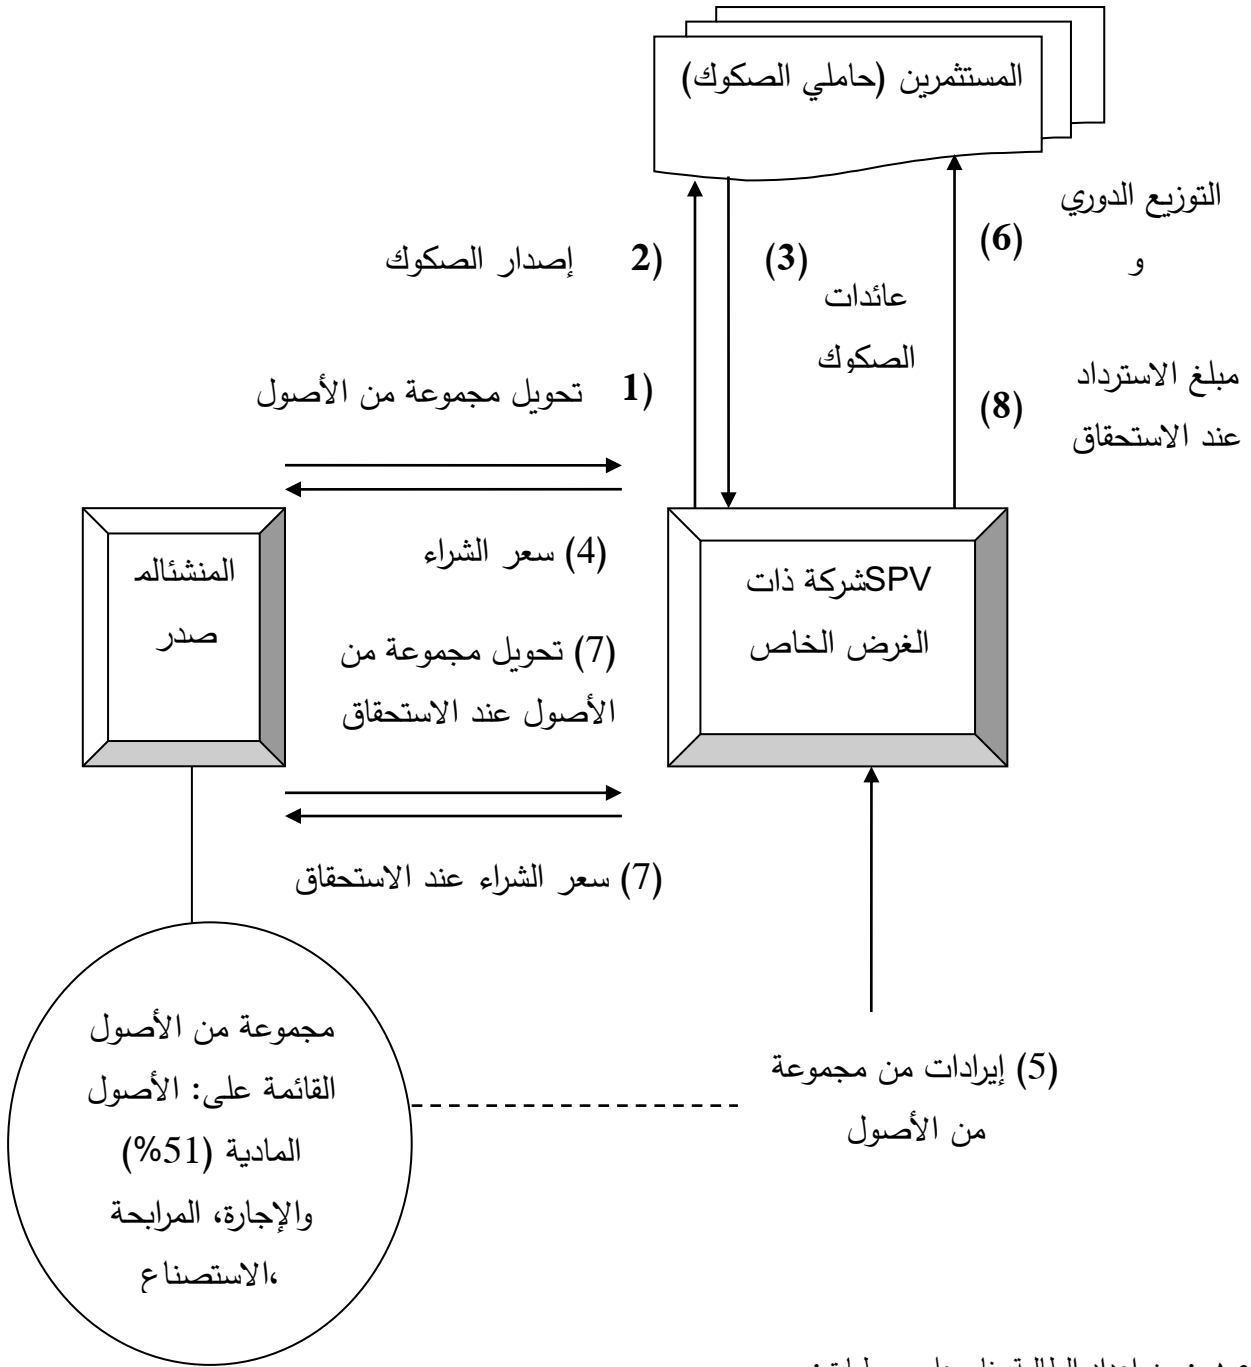 المستثمرين (حاملي الصكوك)
التوزيع الدوري
(6)
و
(3)
2) إصدار الصكوك
عائدات
الصكوك
مبلغ الاسترداد
(8)
عند الاستحقاق
1) تحويل مجموعة من الأصول
(4) سعر الشراء
المنشئالم
صدر
SPVشركة ذات
الغرض الخاص
(7) تحويل مجموعة من
الأصول عند الاستحقاق
(7) سعر الشراء عند الاستحقاق
مجموعة من الأصول
القائمة على: الأصول
المادية (51%)
والإجارة، المرابحة
،الاستصناع
(5) إيرادات من مجموعة
من الأصول